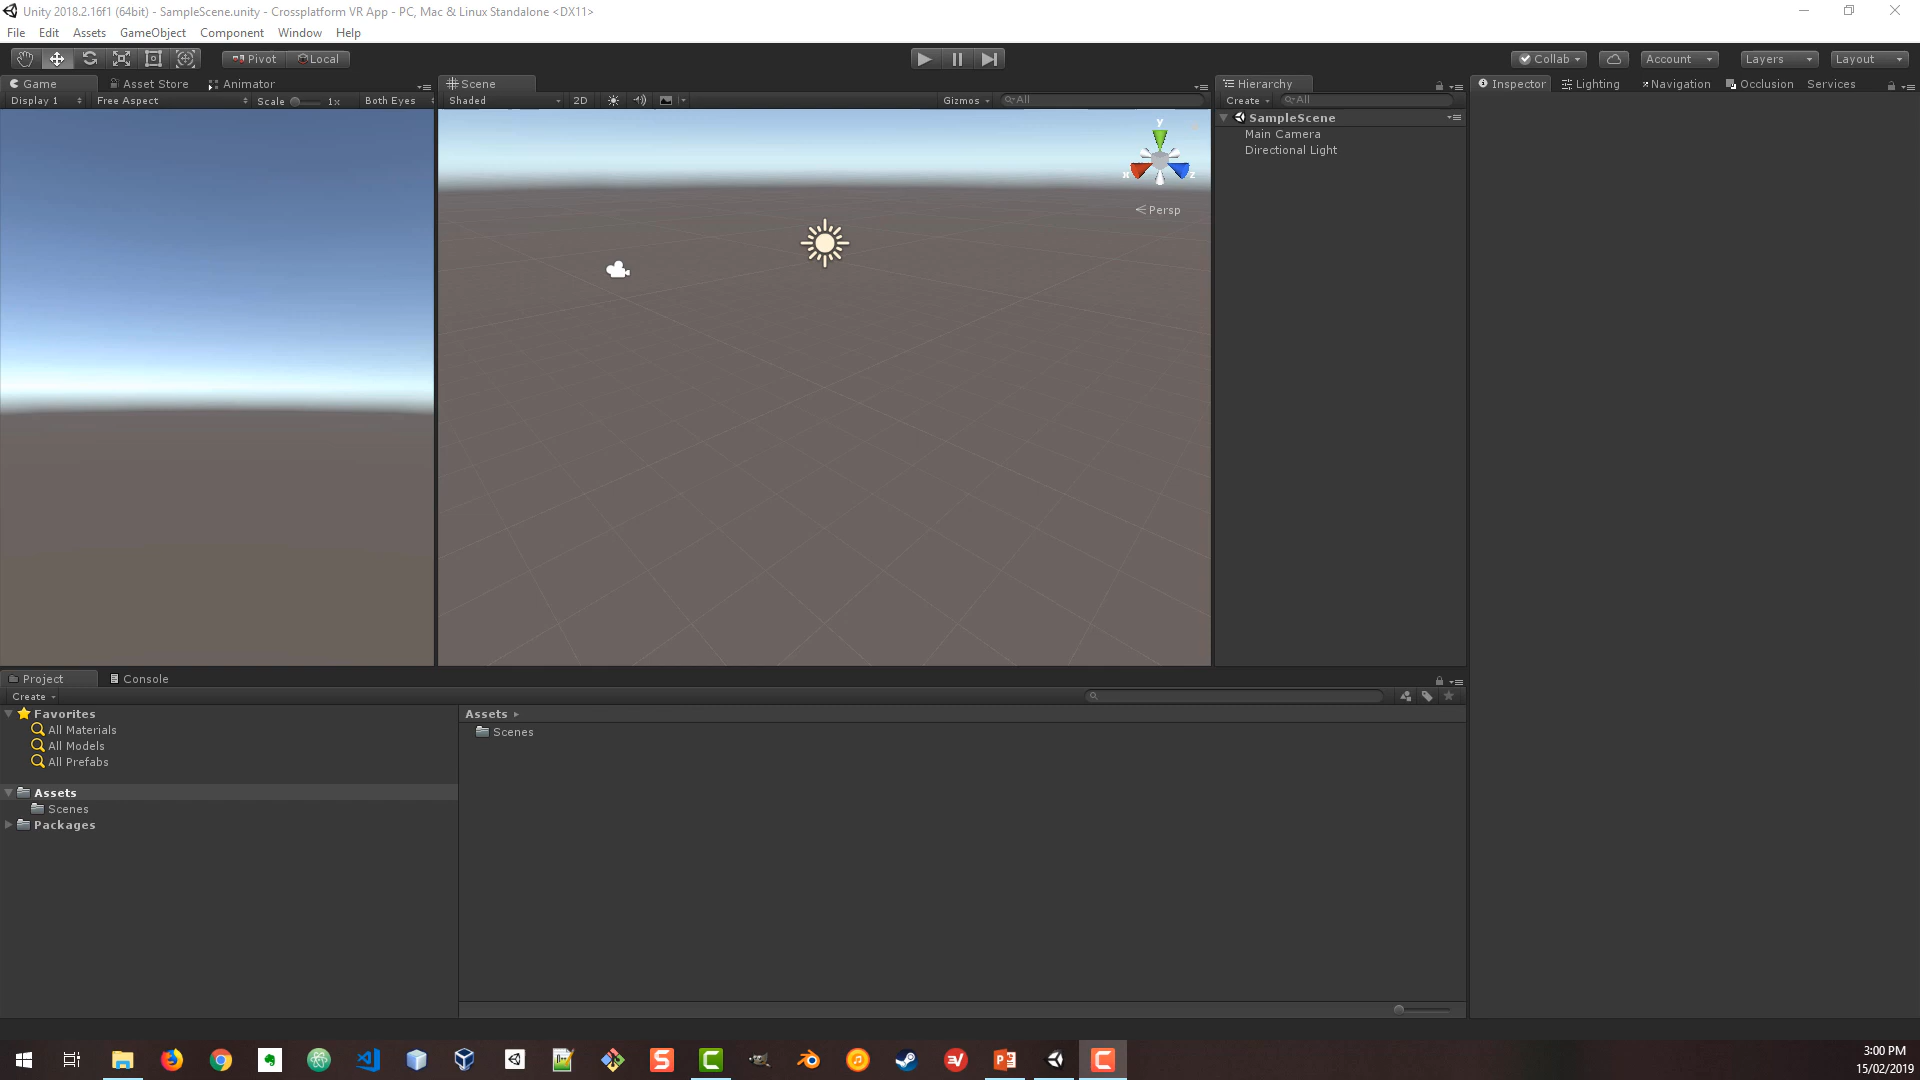 Unity 2018.2.16f1 (64bit) - SampleScene.unity - Crossplatform VR App - PC, Mac & Linux Standalone <DX11>
File Edit Assets GameObject Component Window Help
Pivot Local Collab Account Layers Layout
Game Asset Store Animator Scene Hierarchy Inspector Lighting Navigation Occlusion Services
Display 1 Free Aspect Scale 1x Both Eyes Shaded 2D Gizmos All Create All
SampleScene
Main Camera
Directional Light
y
x z
Persp
Project Console
Create
Favorites
All Materials
All Models
All Prefabs
Assets
Scenes
Packages
Assets
Scenes
3:00 PM
15/02/2019